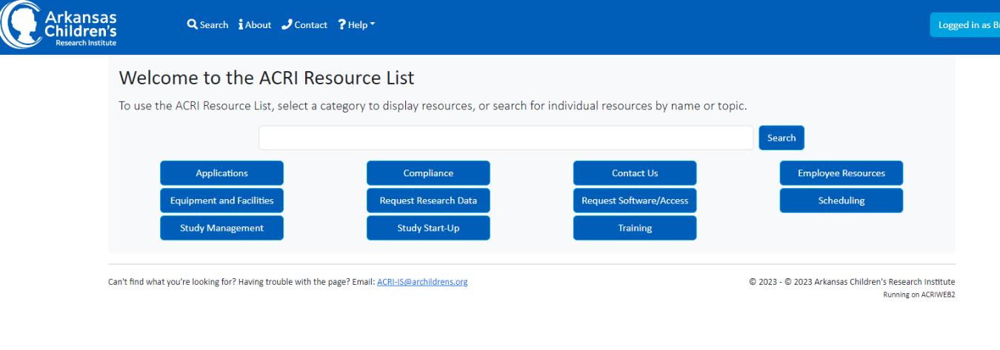 Arkansas
Children's
Research Institute
Search About Contact ? Help
Logged in as
Welcome to the ACRI Resource List
To use the ACRI Resource List, select a category to display resources, or search for individual resources by name or topic.
Search
Applications Compliance Contact Us Employee Resources
Equipment and Facilities Request Research Data Request Software/Access Scheduling
Study Management Study Start-Up Training
Can't find what you're looking for? Having trouble with the page? Email: ACRI-IS@archildrens.org
© 2023 - © 2023 Arkansas Children's Research Institute
Running on ACRIWEB2